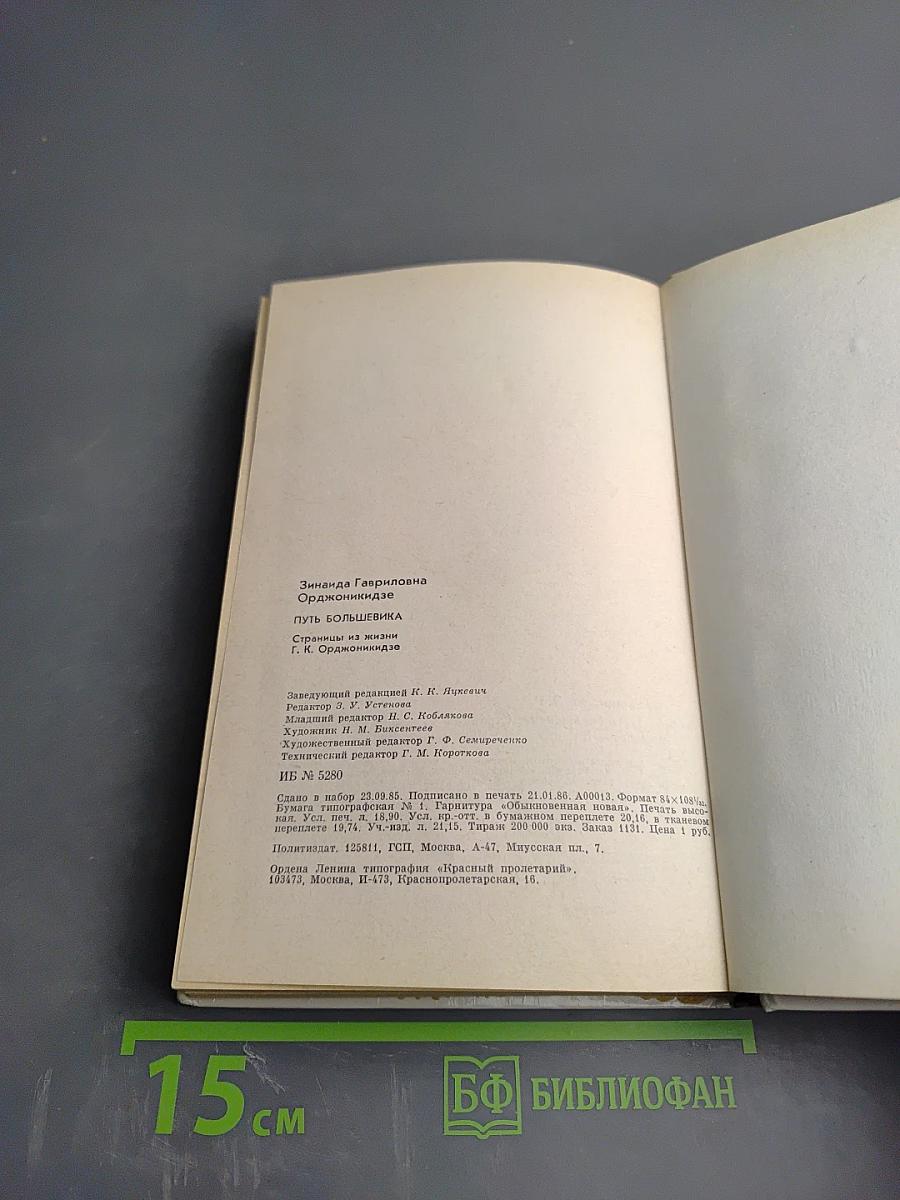 Зинаида Гавриловна
Орджоникидзе
ПУТЬ БОЛЬШЕВИКА
Страницы из жизни
Г. К. Орджоникидзе
Заведующий редакцией К. К. Яцкевич
Редактор З. У. Устенова
Младший редактор Н. С. Коблякова
Художник Н. М. Биксентеев
Художественный редактор Г. Ф. Семиреченко
Технический редактор Г. М. Короткова
ИБ № 5280
Сдано в набор 23.09.85. Подписано в печать 21.01.86. А00013. Формат 84×108¹/₃₂.
Бумага типографская № 1. Гарнитура «Обыкновенная новая». Печать высо-
кая. Усл. печ. л. 18,90. Усл. кр.-отт. в бумажном переплете 20,16, в тканевом
переплете 19,74. Уч.-изд. л. 21,15. Тираж 200 000 экз. Заказ 1131. Цена 1 руб.
Политиздат. 125811, ГСП, Москва, А-47, Миусская пл., 7.
Ордена Ленина типография «Красный пролетарий».
103473, Москва, И-473, Краснопролетарская, 16.
15 см
БФ БИБЛИОФАН